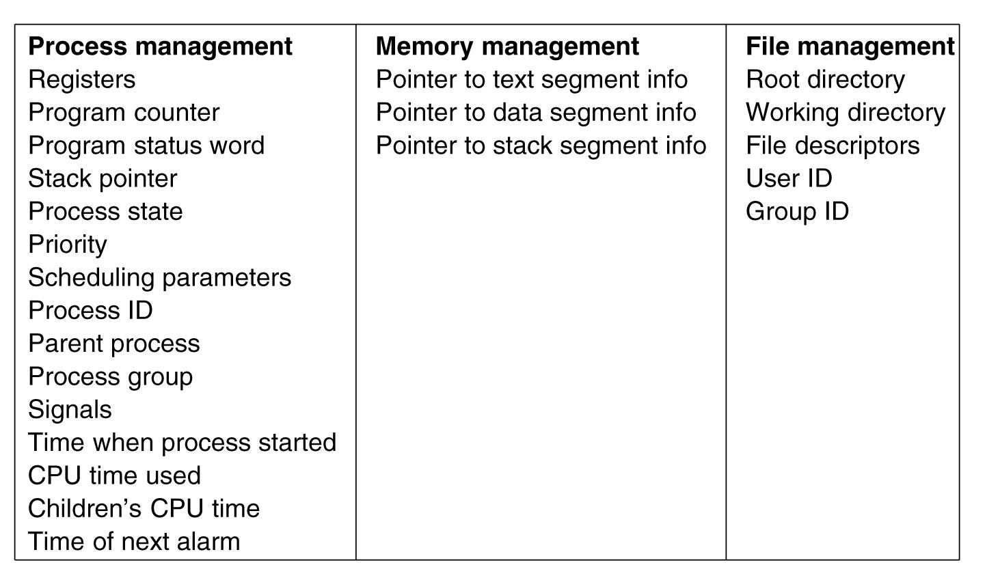 Process management
Registers
Program counter
Program status word
Stack pointer
Process state
Priority
Scheduling parameters
Process ID
Parent process
Process group
Signals
Time when process started
CPU time used
Children’s CPU time
Time of next alarm
Memory management
Pointer to text segment info
Pointer to data segment info
Pointer to stack segment info
File management
Root directory
Working directory
File descriptors
User ID
Group ID